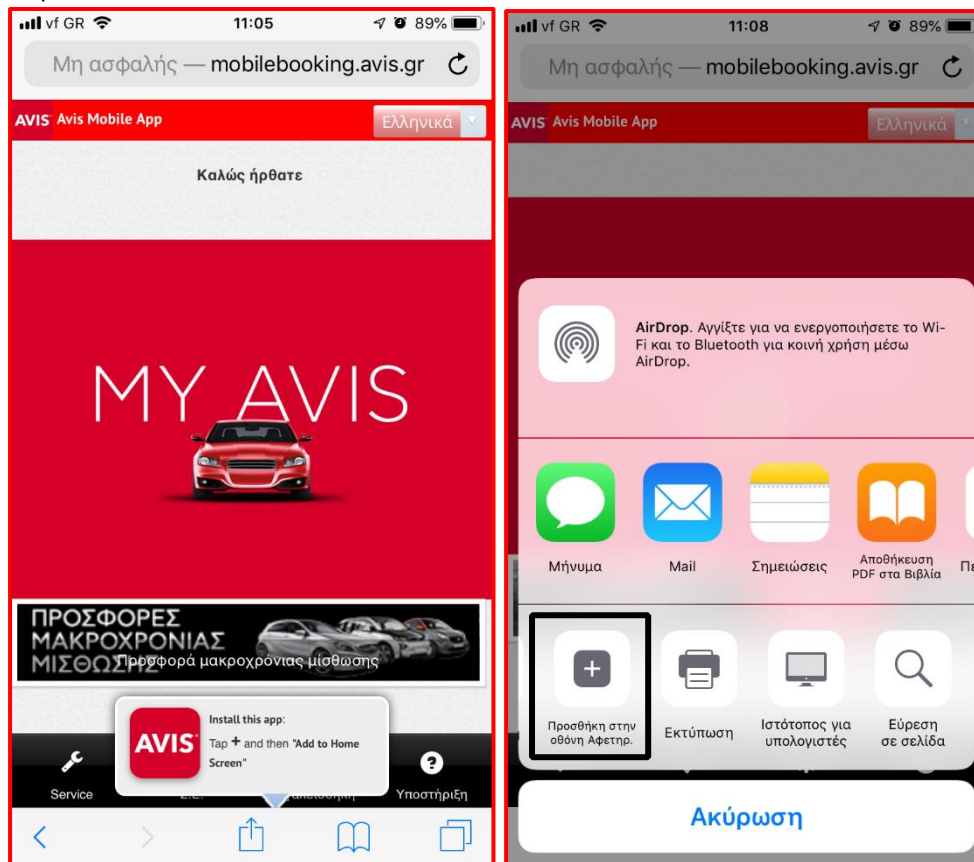 vf GR 11:05 89%
Μη ασφαλής — mobilebooking.avis.gr
AVIS Avis Mobile App Ελληνικά
Καλώς ήρθατε
MY AVIS
ΠΡΟΣΦΟΡΕΣ
ΜΑΚΡΟΧΡΟΝΙΑΣ
ΜΙΣΘΩΣΗΣ
Προσφορά μακροχρόνιας μίσθωσης
AVIS
Install this app:
Tap + and then "Add to Home
Screen"
Service Υποστήριξη
vf GR 11:08 89%
Μη ασφαλής — mobilebooking.avis.gr
AVIS Avis Mobile App Ελληνικά
AirDrop. Αγγίξτε για να ενεργοποιήσετε το Wi-
Fi και το Bluetooth για κοινή χρήση μέσω
AirDrop.
Μήνυμα Mail Σημειώσεις
Αποθήκευση
PDF στα Βιβλία
Προσθήκη στην
οθόνη Αφετηρ.
Εκτύπωση
Ιστότοπος για
υπολογιστές
Εύρεση
σε σελίδα
Ακύρωση